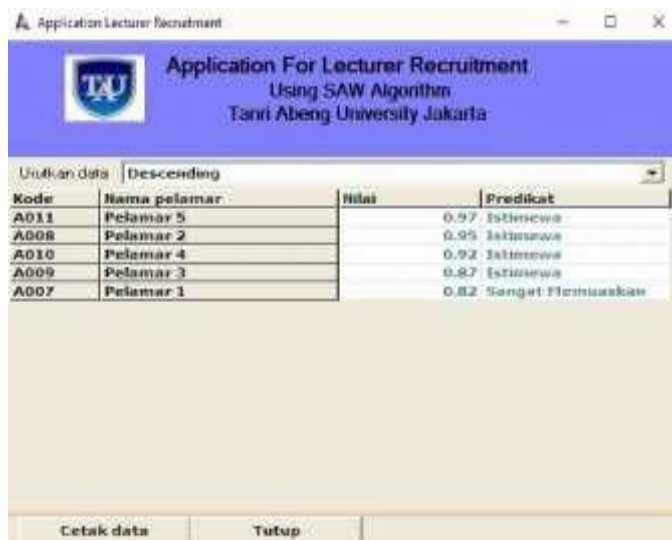 Application Lecturer Recruitment
TAU
Application For Lecturer Recruitment
Using SAW Algorithm
Tanri Abeng University Jakarta
Urutkan data Descending
Kode Nama pelamar Nilai Predikat
A011 Pelamar 5 0.97 Istimewa
A008 Pelamar 2 0.95 Istimewa
A010 Pelamar 4 0.92 Istimewa
A009 Pelamar 3 0.87 Istimewa
A007 Pelamar 1 0.82 Sangat Memuaskan
Cetak data Tutup